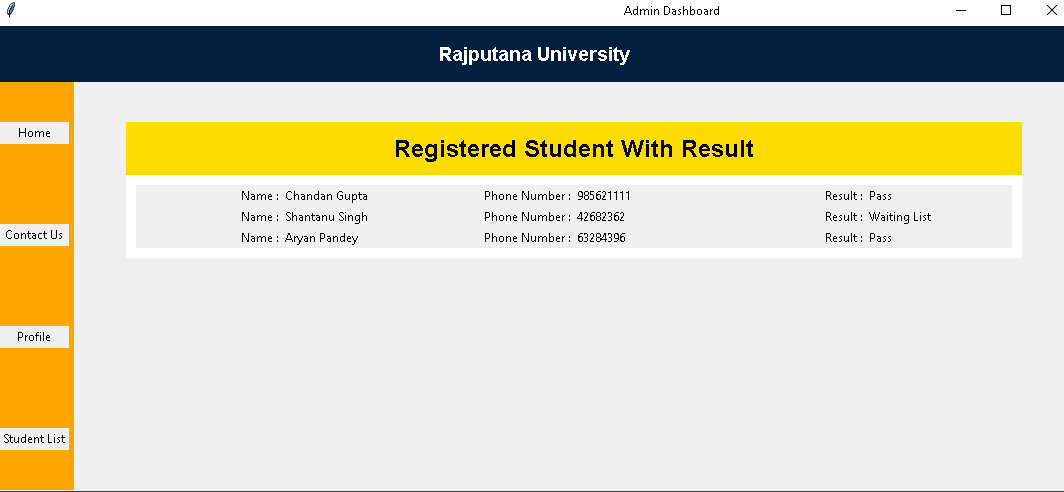 Admin Dashboard
Rajputana University
Home
Contact Us
Profile
Student List
Registered Student With Result
Name : Chandan Gupta Phone Number : 985621111 Result : Pass
Name : Shantanu Singh Phone Number : 42682362 Result : Waiting List
Name : Aryan Pandey Phone Number : 63284396 Result : Pass